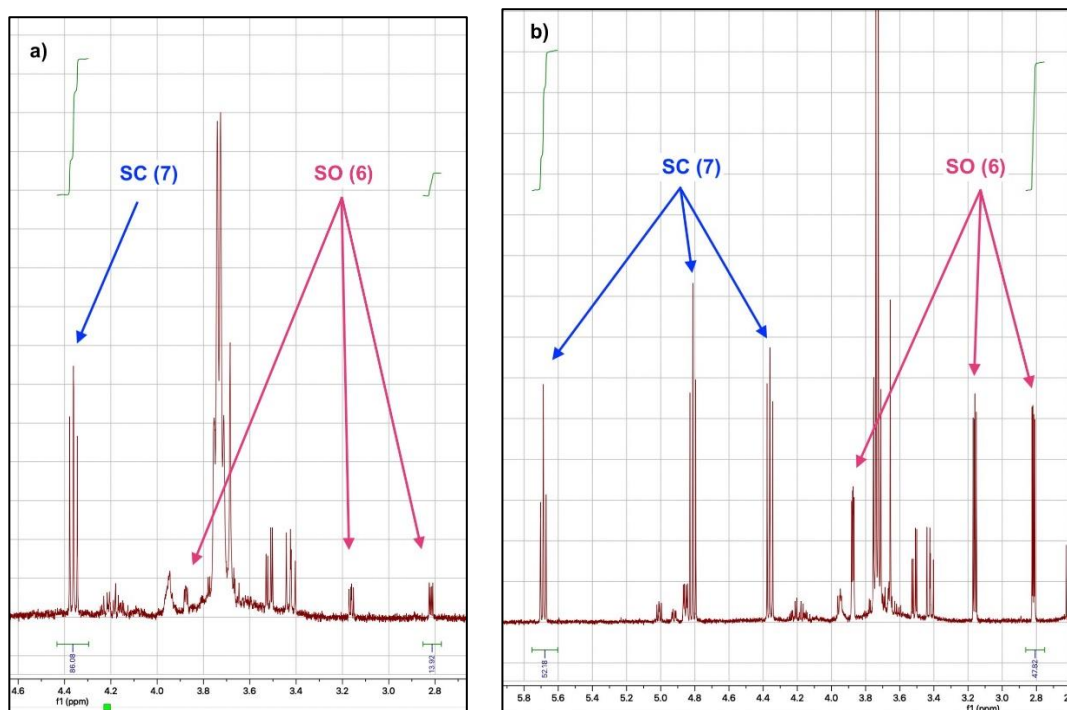 a)
SC (7)
SO (6)
86.08
13.92
4.6 4.4 4.2 4.0 3.8 3.6 3.4 3.2 3.0 2.8
f1 (ppm)
b)
SC (7)
SO (6)
52.18
47.82
5.8 5.6 5.4 5.2 5.0 4.8 4.6 4.4 4.2 4.0 3.8 3.6 3.4 3.2 3.0 2.8
f1 (ppm)